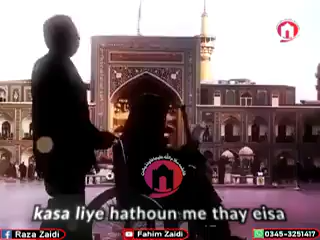 kasa liye hathoun me thay eisa
Raza Zaidi
Fahim Zaidi
0345-3251417